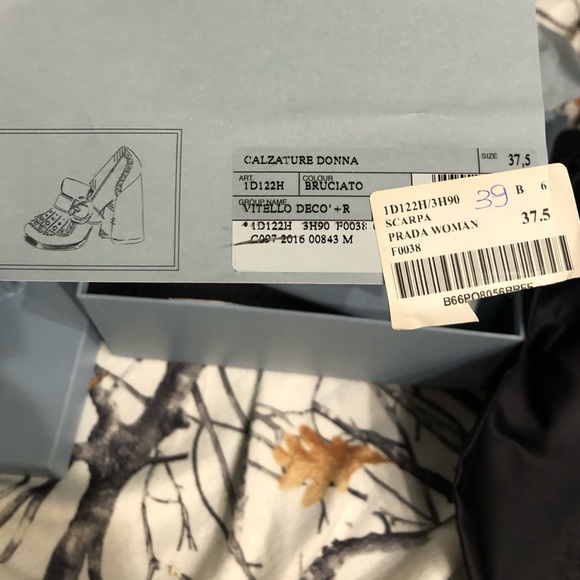 CALZATURE DONNA
SIZE 37,5
ART. COLOUR
1D122H BRUCIATO
GROUP NAME
VITELLO DECO'+R
*1D122H 3H90 F0038
C097 2016 00843 M
1D122H/3H90 39 B 6
SCARPA
PRADA WOMAN 37.5
F0038